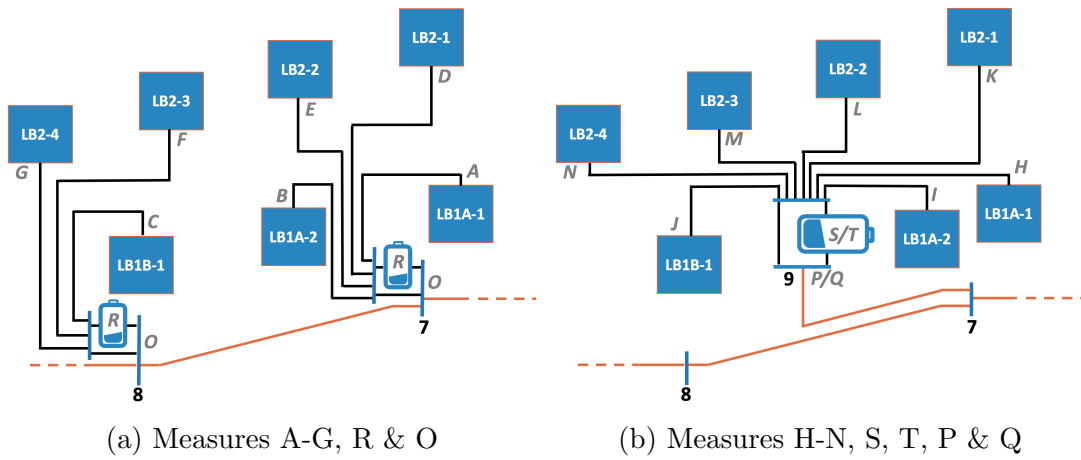 LB2-1
D
LB2-2
E
LB2-3
F
LB2-4
G
A
B
LB1A-1
LB1A-2
C
LB1B-1
R
O
7
R
O
8
(a) Measures A-G, R & O
LB2-1
K
LB2-2
L
LB2-3
M
LB2-4
N
H
I
LB1A-1
J
LB1A-2
S/T
LB1B-1
9
P/Q
7
8
(b) Measures H-N, S, T, P & Q